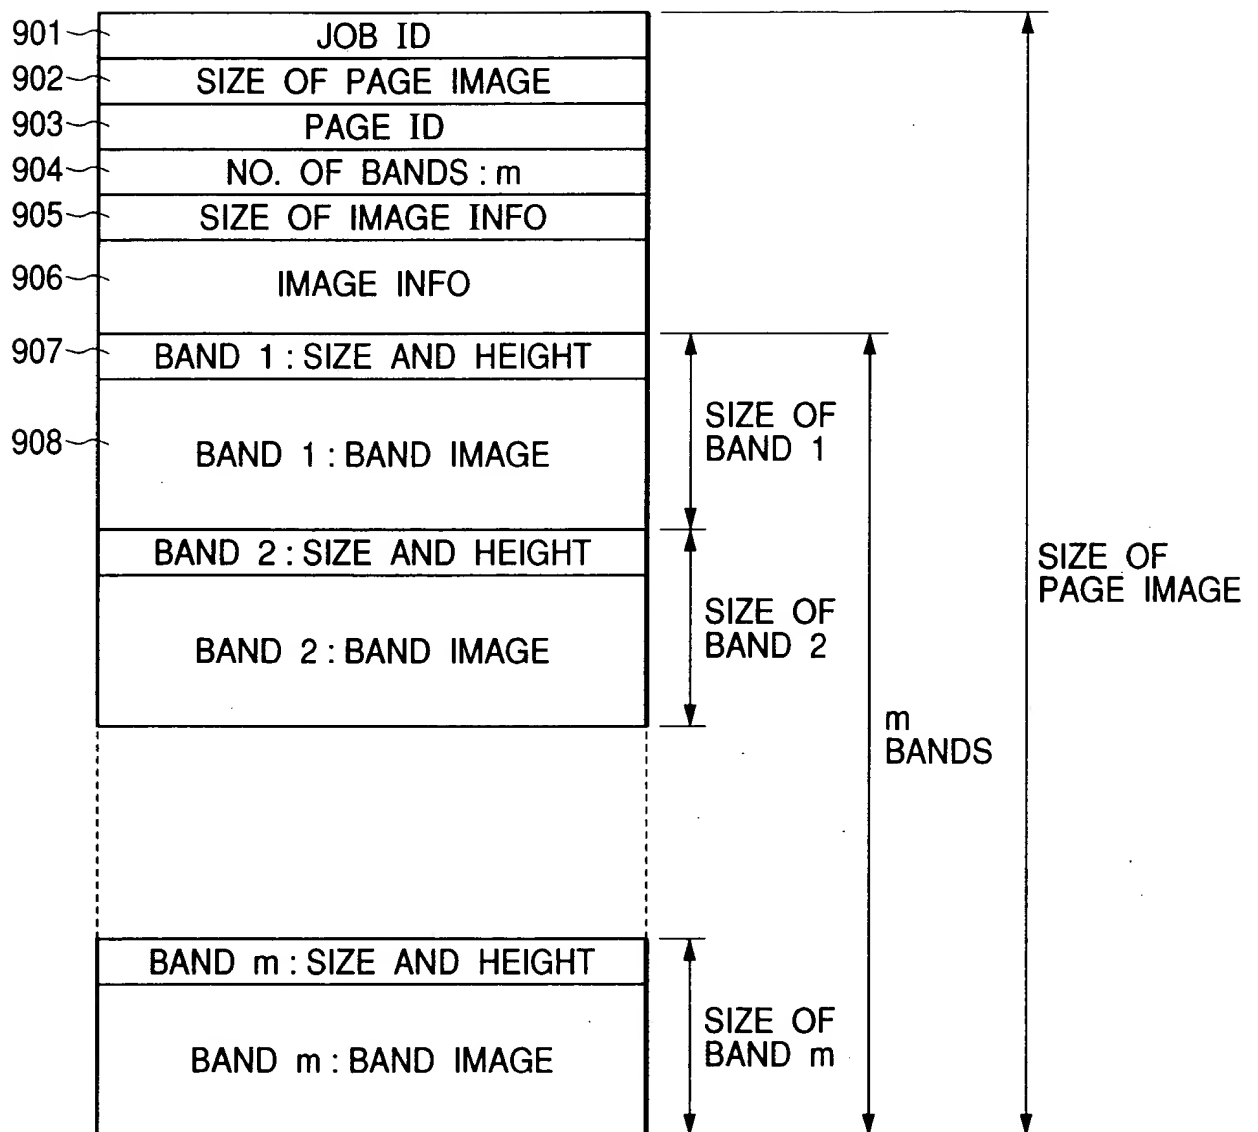 901 JOB ID
902 SIZE OF PAGE IMAGE
903 PAGE ID
904 NO. OF BANDS : m
905 SIZE OF IMAGE INFO
906 IMAGE INFO
907 BAND 1 : SIZE AND HEIGHT
908 BAND 1 : BAND IMAGE
SIZE OF
BAND 1
BAND 2 : SIZE AND HEIGHT
BAND 2 : BAND IMAGE
SIZE OF
BAND 2
SIZE OF
PAGE IMAGE
m
BANDS
BAND m : SIZE AND HEIGHT
BAND m : BAND IMAGE
SIZE OF
BAND m